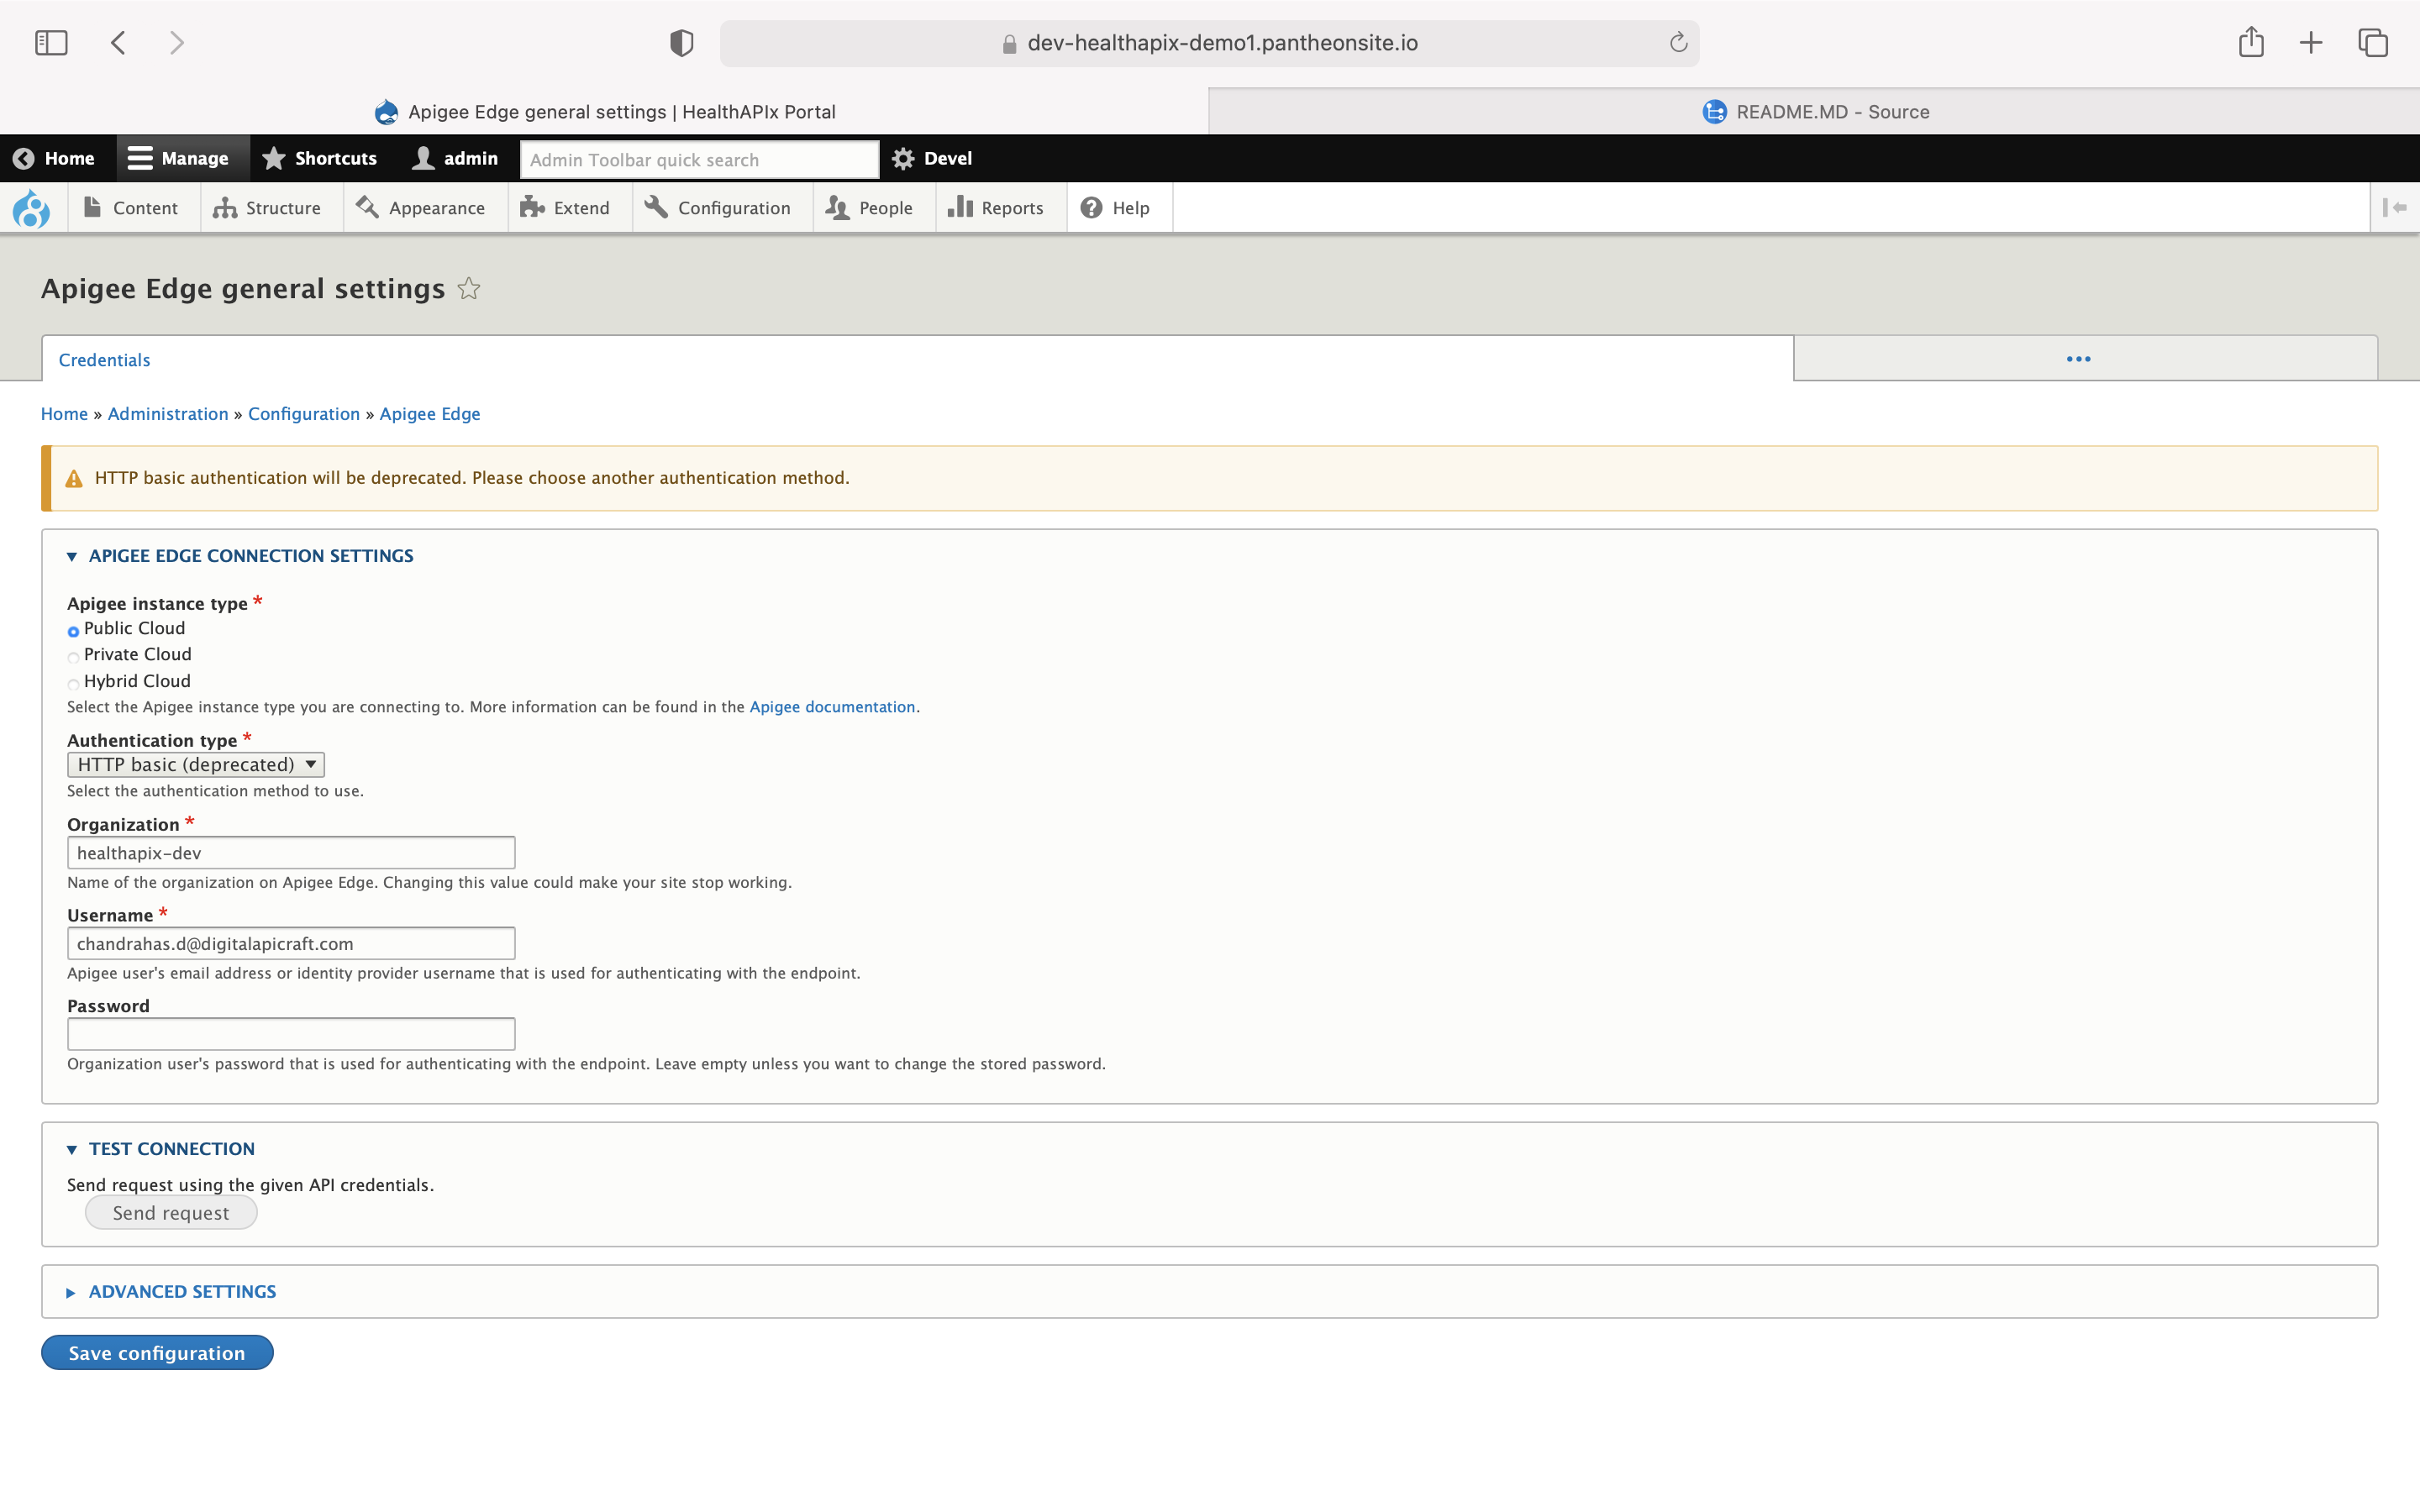 dev-healthapix-demo1.pantheonsite.io
Apigee Edge general settings | HealthAPIx Portal
README.MD - Source
Home
Manage
Shortcuts
admin
Admin Toolbar quick search
Devel
Content
Structure
Appearance
Extend
Configuration
People
Reports
Help
Apigee Edge general settings
Credentials
•••
Home » Administration » Configuration » Apigee Edge
HTTP basic authentication will be deprecated. Please choose another authentication method.
APIGEE EDGE CONNECTION SETTINGS
Apigee instance type *
Public Cloud
Private Cloud
Hybrid Cloud
Select the Apigee instance type you are connecting to. More information can be found in the Apigee documentation.
Authentication type *
HTTP basic (deprecated)
Select the authentication method to use.
Organization *
healthapix-dev
Name of the organization on Apigee Edge. Changing this value could make your site stop working.
Username *
chandrahas.d@digitalapicraft.com
Apigee user's email address or identity provider username that is used for authenticating with the endpoint.
Password
Organization user's password that is used for authenticating with the endpoint. Leave empty unless you want to change the stored password.
TEST CONNECTION
Send request using the given API credentials.
Send request
ADVANCED SETTINGS
Save configuration